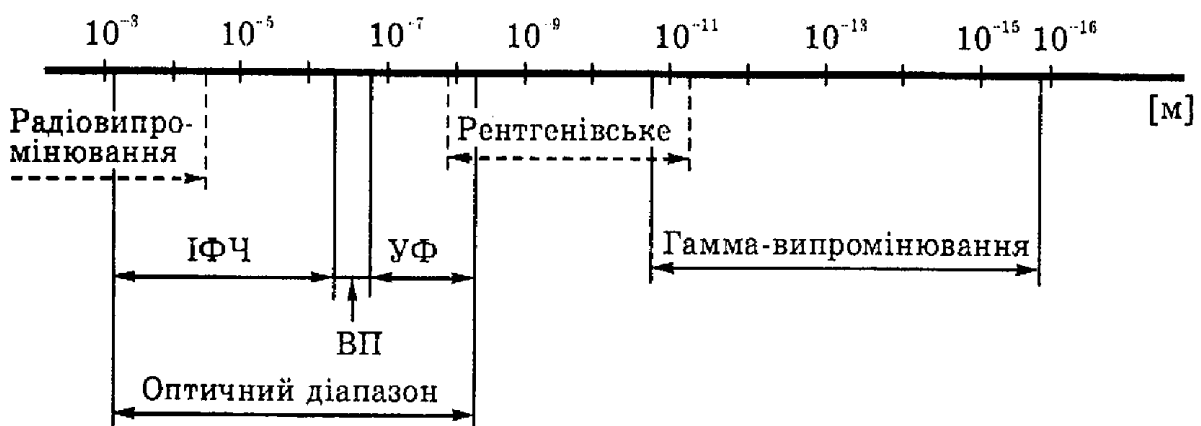 10⁻³ 10⁻⁵ 10⁻⁷ 10⁻⁹ 10⁻¹¹ 10⁻¹³ 10⁻¹⁵ 10⁻¹⁶
[м]
Радіовипро-
мінювання
Рентгенівське
ІФЧ УФ
Гамма-випромінювання
ВП
Оптичний діапазон